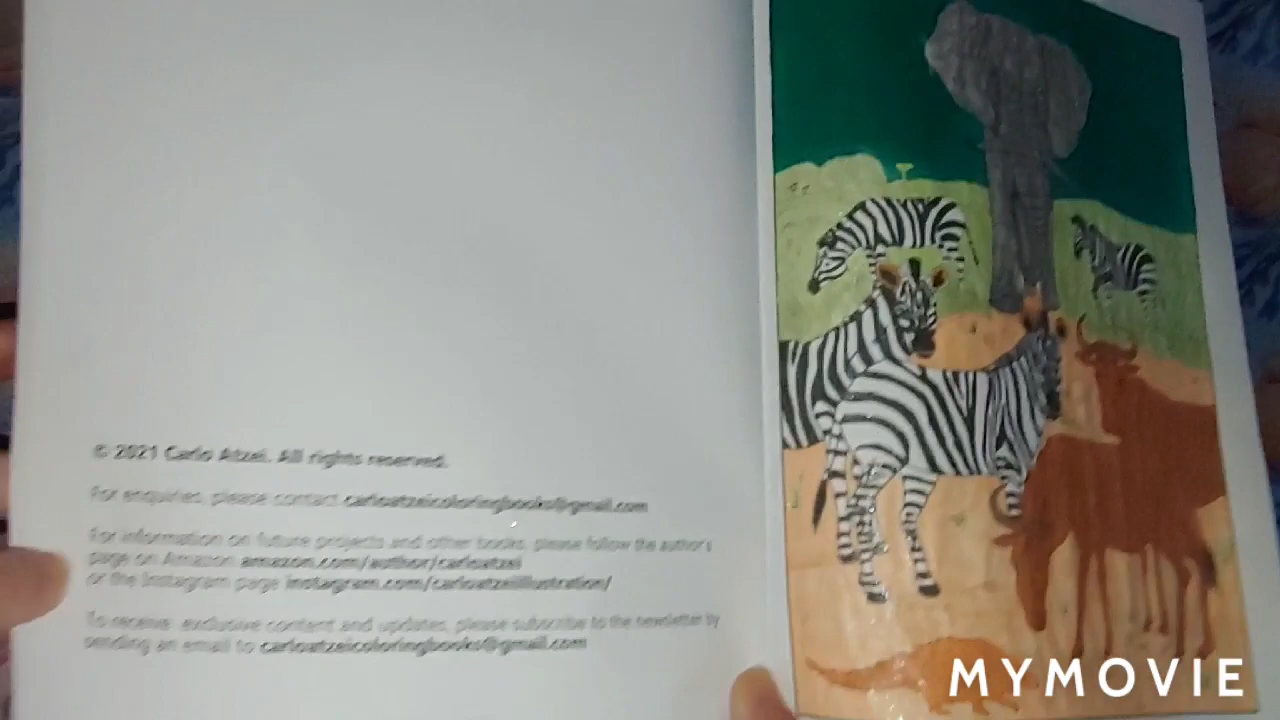 © 2021 Carlo Atzei. All rights reserved.
For enquiries, please contact carloatzeicoloringbooks@gmail.com
For information on future projects and other books, please follow the author's
page on Amazon amazon.com/author/carloatzei
or the Instagram page instagram.com/carloatzeiillustration/
To receive exclusive content and updates, please subscribe to the newsletter by
sending an email to carloatzeicoloringbooks@gmail.com
MYMOVIE